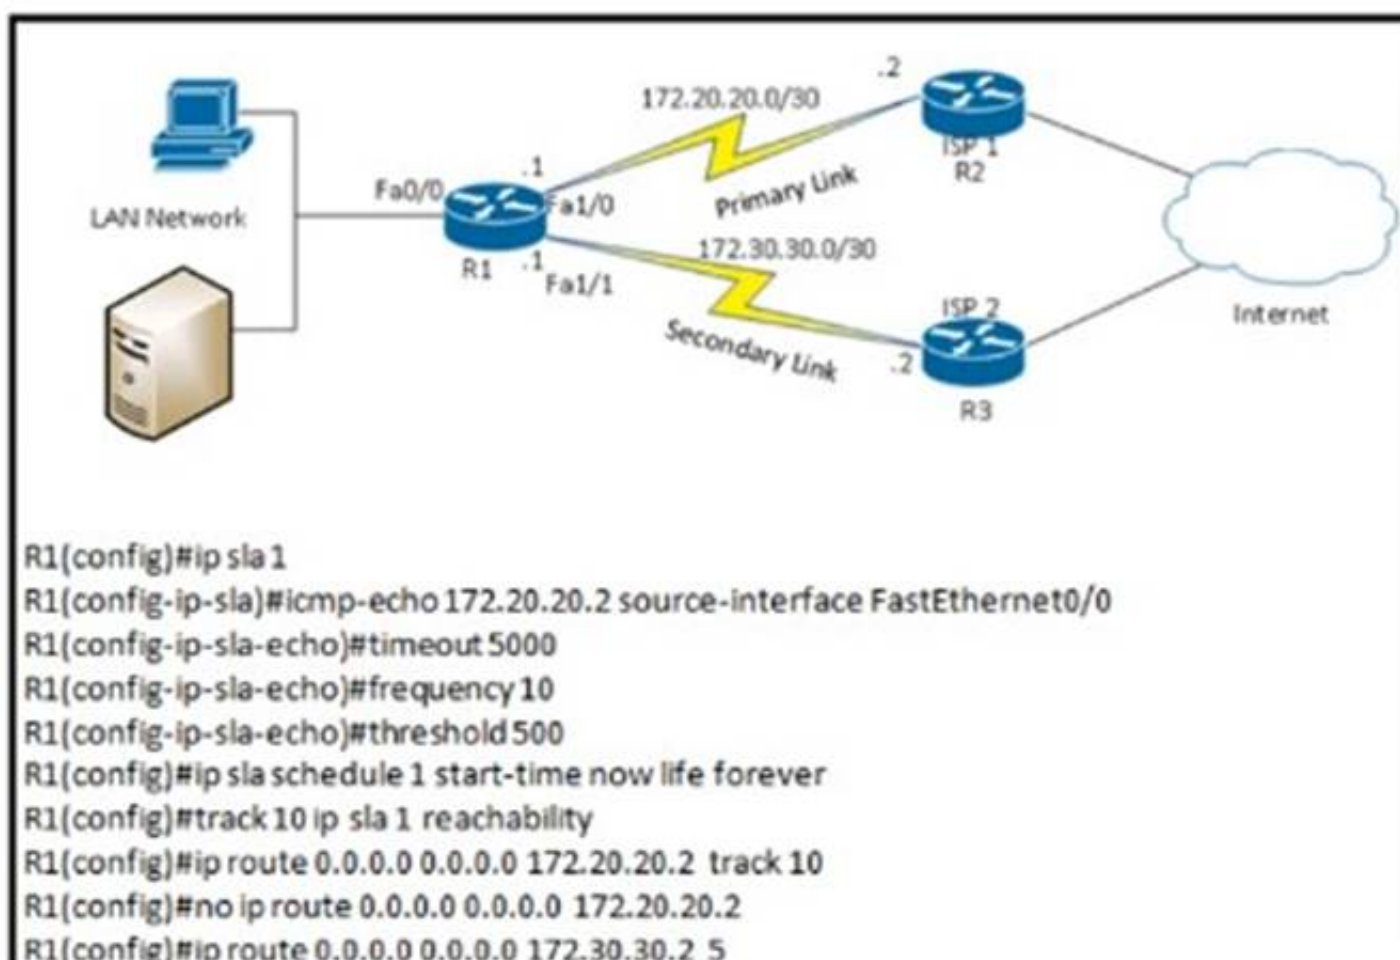 .2
172.20.20.0/30
ISP 1
R2
Primary Link
.1
Fa0/0
Fa1/0
LAN Network
R1
.1
Fa1/1
172.30.30.0/30
Secondary Link
ISP 2
.2
R3
Internet
R1(config)#ip sla 1
R1(config-ip-sla)#icmp-echo 172.20.20.2 source-interface FastEthernet0/0
R1(config-ip-sla-echo)#timeout 5000
R1(config-ip-sla-echo)#frequency 10
R1(config-ip-sla-echo)#threshold 500
R1(config)#ip sla schedule 1 start-time now life forever
R1(config)#track 10 ip sla 1 reachability
R1(config)#ip route 0.0.0.0 0.0.0.0 172.20.20.2 track 10
R1(config)#no ip route 0.0.0.0 0.0.0.0 172.20.20.2
R1(config)#ip route 0.0.0.0 0.0.0.0 172.30.30.2 5